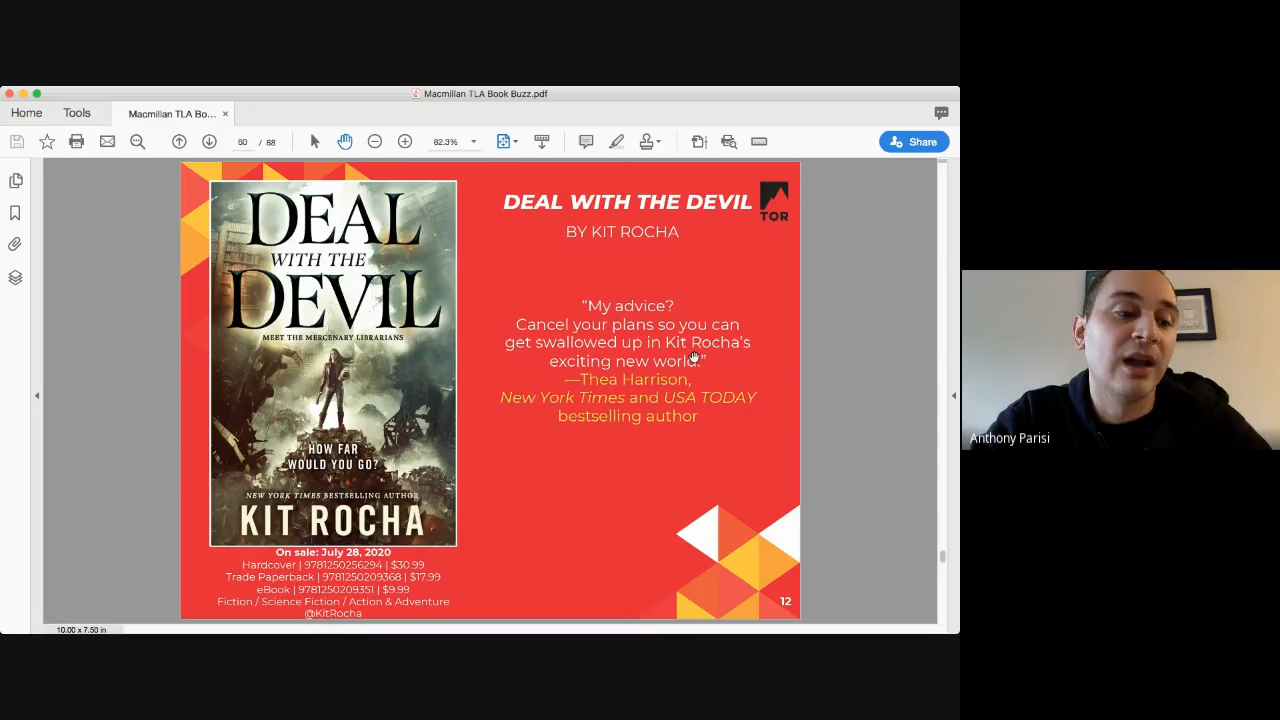 Macmillan TLA Book Buzz.pdf
Home
Tools
Macmillan TLA Bo...
×
50 / 68
82.3%
Share
DEAL
WITH THE
DEVIL
MEET THE MERCENARY LIBRARIANS
HOW FAR
WOULD YOU GO?
NEW YORK TIMES BESTSELLING AUTHOR
KIT ROCHA
On sale: July 28, 2020
Hardcover | 9781250256294 | $30.99
Trade Paperback | 9781250209368 | $17.99
eBook | 9781250209351 | $9.99
Fiction / Science Fiction / Action & Adventure
@KitRocha
DEAL WITH THE DEVIL
TOR
BY KIT ROCHA
“My advice?
Cancel your plans so you can
get swallowed up in Kit Rocha’s
exciting new world.”
—Thea Harrison,
New York Times and USA TODAY
bestselling author
12
10.00 x 7.50 in
Anthony Parisi